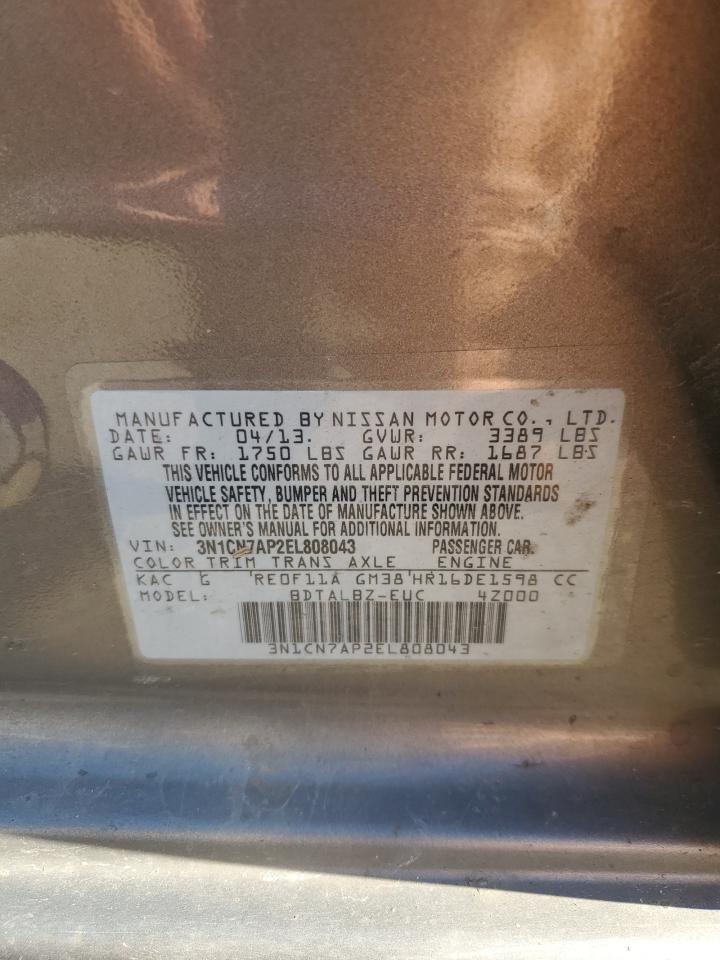 MANUFACTURED BY NISSAN MOTOR CO., LTD.
DATE: 04/13. GVWR: 3389 LBS
GAWR FR: 1750 LBS GAWR RR: 1687 LBS
THIS VEHICLE CONFORMS TO ALL APPLICABLE FEDERAL MOTOR
VEHICLE SAFETY, BUMPER AND THEFT PREVENTION STANDARDS
IN EFFECT ON THE DATE OF MANUFACTURE SHOWN ABOVE.
SEE OWNER'S MANUAL FOR ADDITIONAL INFORMATION.
VIN: 3N1CN7AP2EL808043 PASSENGER CAR
COLOR TRIM TRANS AXLE ENGINE
KAC G RE0F11A GM38 HR16DE1598 CC
MODEL: BDTALBZ-EUC 4Z000
3N1CN7AP2EL808043